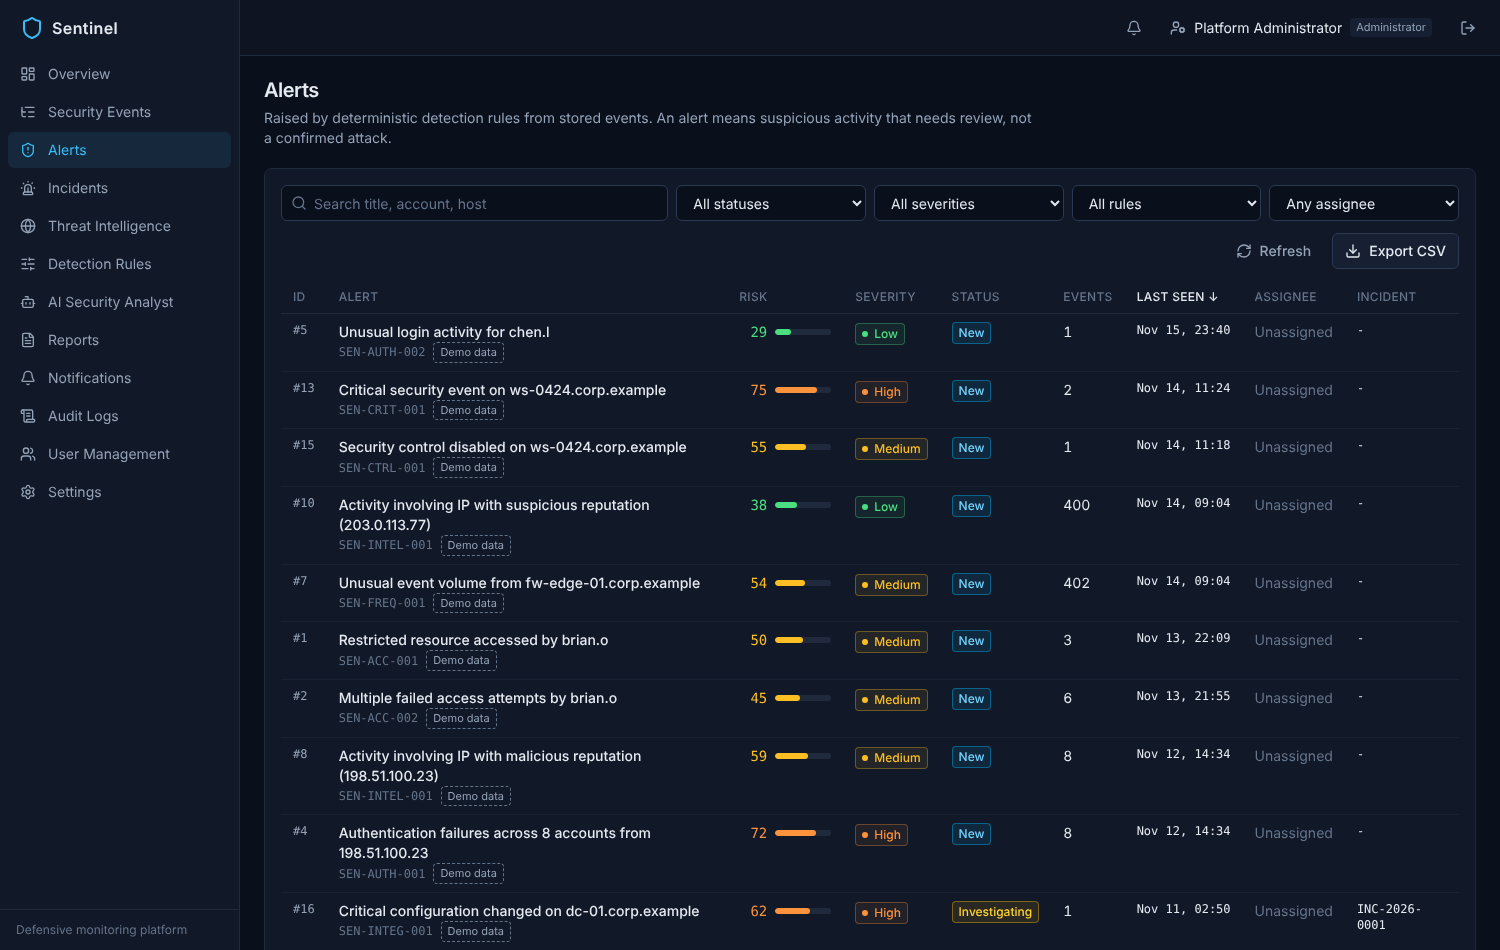 Sentinel
Platform Administrator Administrator
Overview
Security Events
Alerts
Incidents
Threat Intelligence
Detection Rules
AI Security Analyst
Reports
Notifications
Audit Logs
User Management
Settings
Defensive monitoring platform
Alerts
Raised by deterministic detection rules from stored events. An alert means suspicious activity that needs review, not
a confirmed attack.
Search title, account, host All statuses All severities All rules Any assignee
Refresh Export CSV
ID ALERT RISK SEVERITY STATUS EVENTS LAST SEEN ↓ ASSIGNEE INCIDENT
#5 Unusual login activity for chen.l 29 Low New 1 Nov 15, 23:40 Unassigned -
SEN-AUTH-002 Demo data
#13 Critical security event on ws-0424.corp.example 75 High New 2 Nov 14, 11:24 Unassigned -
SEN-CRIT-001 Demo data
#15 Security control disabled on ws-0424.corp.example 55 Medium New 1 Nov 14, 11:18 Unassigned -
SEN-CTRL-001 Demo data
#10 Activity involving IP with suspicious reputation 38 Low New 400 Nov 14, 09:04 Unassigned -
(203.0.113.77)
SEN-INTEL-001 Demo data
#7 Unusual event volume from fw-edge-01.corp.example 54 Medium New 402 Nov 14, 09:04 Unassigned -
SEN-FREQ-001 Demo data
#1 Restricted resource accessed by brian.o 50 Medium New 3 Nov 13, 22:09 Unassigned -
SEN-ACC-001 Demo data
#2 Multiple failed access attempts by brian.o 45 Medium New 6 Nov 13, 21:55 Unassigned -
SEN-ACC-002 Demo data
#8 Activity involving IP with malicious reputation 59 Medium New 8 Nov 12, 14:34 Unassigned -
(198.51.100.23)
SEN-INTEL-001 Demo data
#4 Authentication failures across 8 accounts from 72 High New 8 Nov 12, 14:34 Unassigned -
198.51.100.23
SEN-AUTH-001 Demo data
#16 Critical configuration changed on dc-01.corp.example 62 High Investigating 1 Nov 11, 02:50 Unassigned INC-2026-
0001
SEN-INTEG-001 Demo data